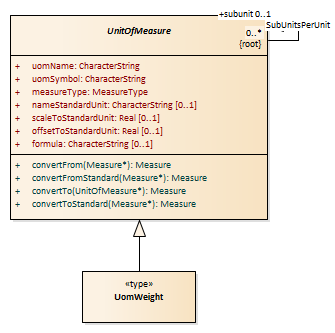 +subunit 0..1
UnitOfMeasure
SubUnitsPerUnit
0..*
{root}
+ uomName: CharacterString
+ uomSymbol: CharacterString
+ measureType: MeasureType
+ nameStandardUnit: CharacterString [0..1]
+ scaleToStandardUnit: Real [0..1]
+ offsetToStandardUnit: Real [0..1]
+ formula: CharacterString [0..1]
+ convertFrom(Measure*): Measure
+ convertFromStandard(Measure*): Measure
+ convertTo(UnitOfMeasure*): Measure
+ convertToStandard(Measure*): Measure
«type»
UomWeight